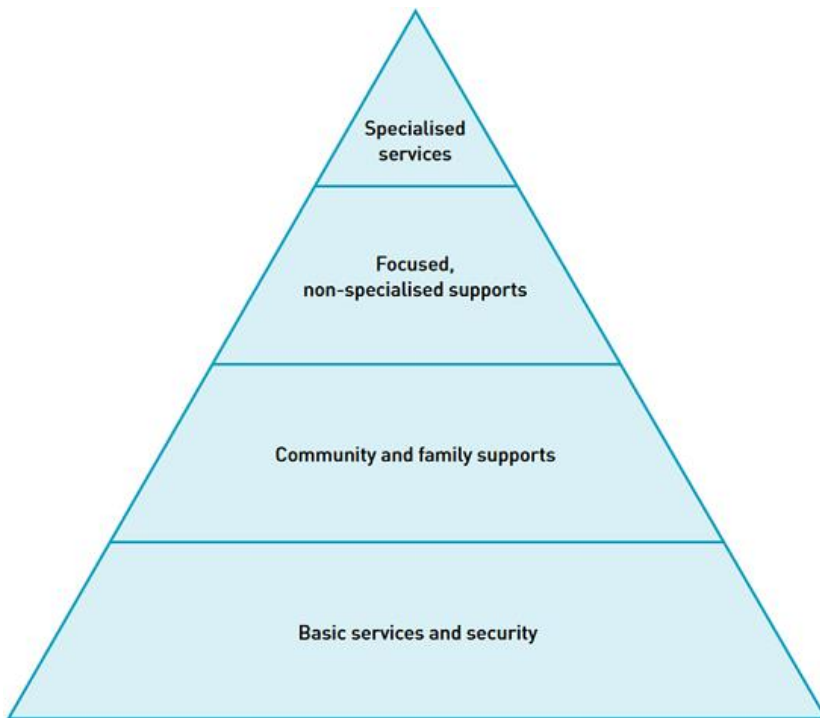 Specialised
services
Focused,
non-specialised supports
Community and family supports
Basic services and security